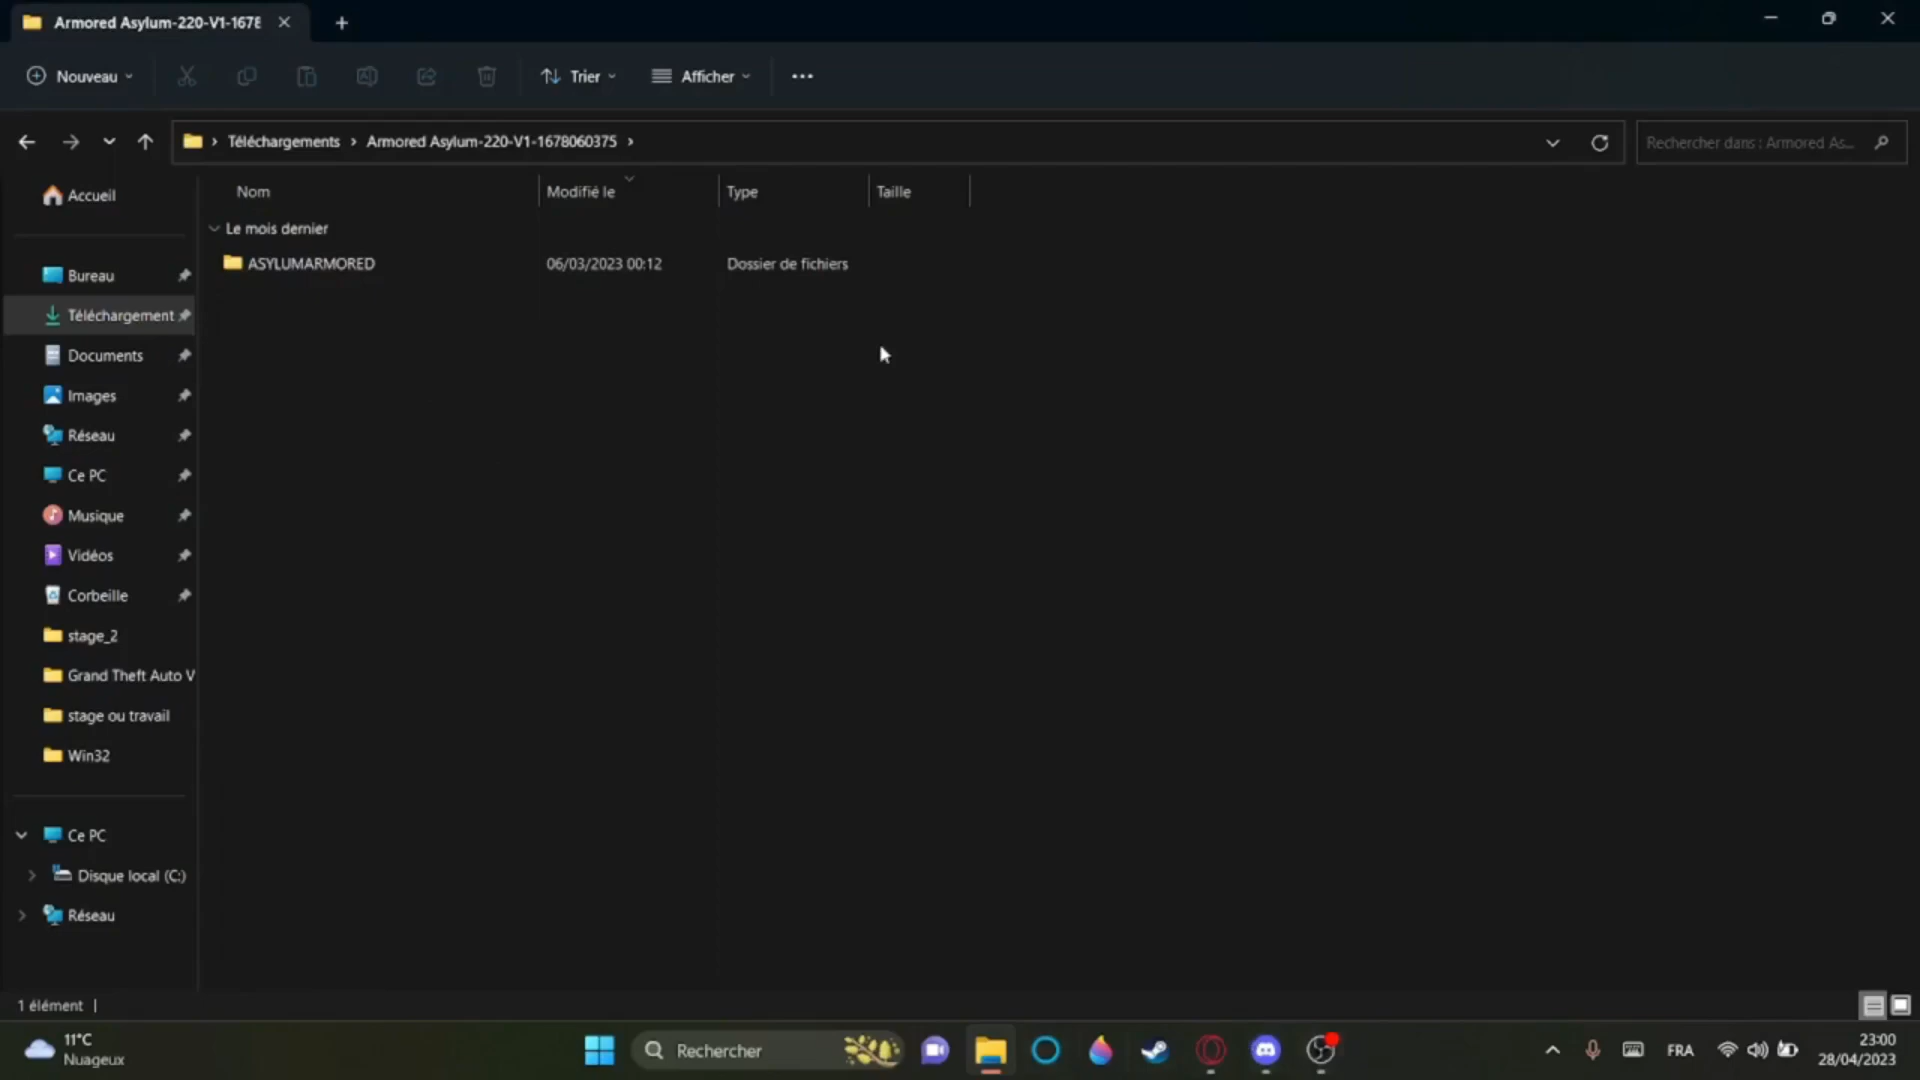 Armored Asylum-220-V1-1678
Nouveau
Trier
Afficher
Téléchargements > Armored Asylum-220-V1-1678060375 >
Rechercher dans : Armored As...
Nom
Modifié le
Type
Taille
Le mois dernier
ASYLUMARMORED
06/03/2023 00:12
Dossier de fichiers
Accueil
Bureau
Téléchargement
Documents
Images
Réseau
Ce PC
Musique
Vidéos
Corbeille
stage_2
Grand Theft Auto V
stage ou travail
Win32
Ce PC
Disque local (C:)
Réseau
1 élément
11°C
Nuageux
Rechercher
FRA
23:00
28/04/2023